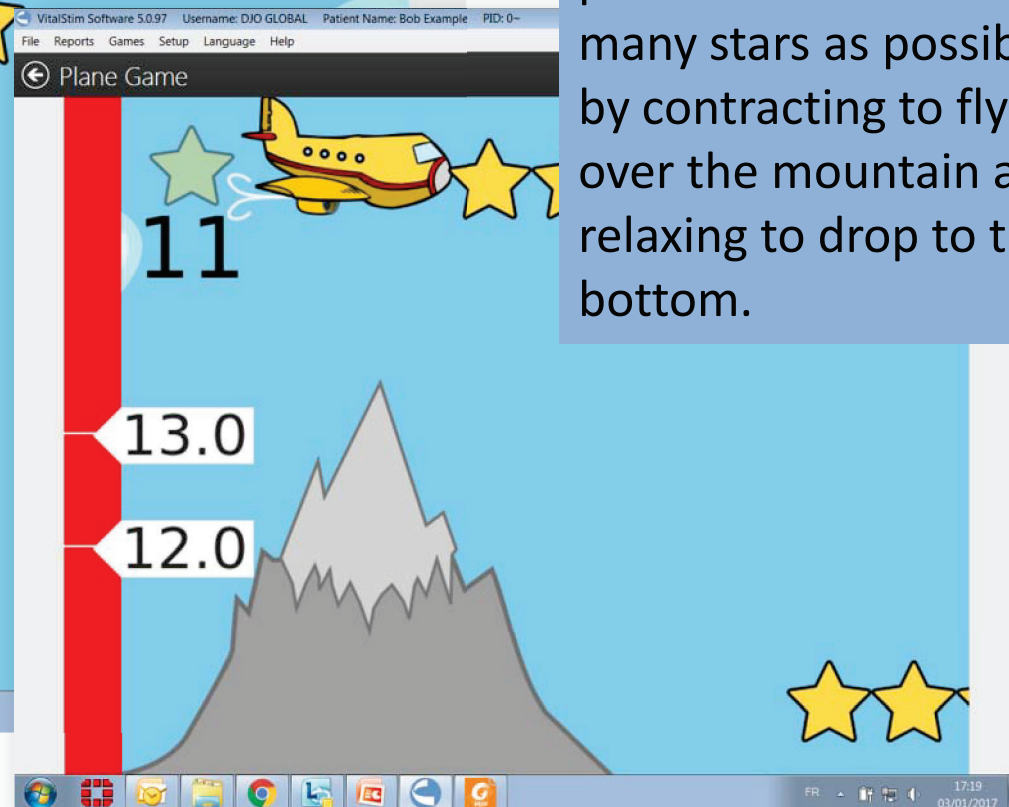 VitalStim Software 5.0.97 Username: DJO GLOBAL Patient Name: Bob Example PID: 0~
File Reports Games Setup Language Help
Plane Game
many stars as possib
by contracting to fly
over the mountain a
relaxing to drop to t
bottom.
11
13.0
12.0
FR
17:19
03/01/2017